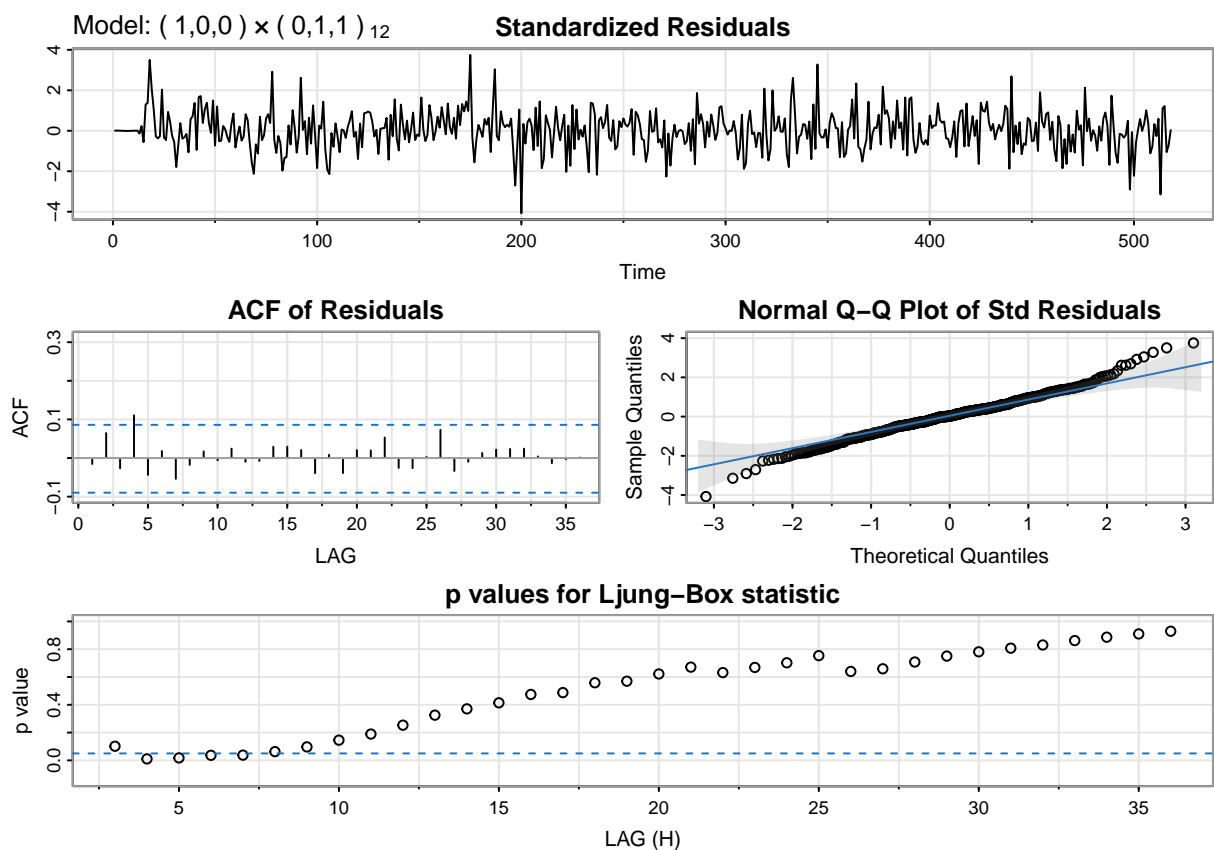 Model: ( 1,0,0 ) × ( 0,1,1 ) 12 Standardized Residuals
4
2
0
−2
−4
0 100 200 300 400 500
Time
ACF of Residuals
0.3
0.1
−0.1
ACF
0 5 10 15 20 25 30 35
LAG
Normal Q−Q Plot of Std Residuals
4
2
0
−2
−4
Sample Quantiles
−3 −2 −1 0 1 2 3
Theoretical Quantiles
p values for Ljung−Box statistic
0.8
0.4
0.0
p value
5 10 15 20 25 30 35
LAG (H)